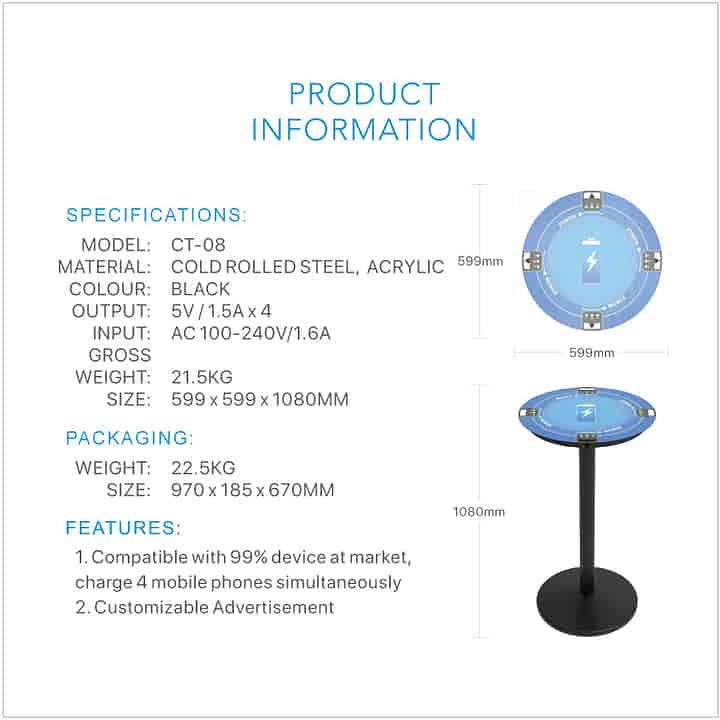 PRODUCT
INFORMATION
SPECIFICATIONS:
MODEL: CT-08
MATERIAL: COLD ROLLED STEEL, ACRYLIC
COLOUR: BLACK
OUTPUT: 5V / 1.5A x 4
INPUT: AC 100-240V/1.6A
GROSS
WEIGHT: 21.5KG
SIZE: 599 x 599 x 1080MM
PACKAGING:
WEIGHT: 22.5KG
SIZE: 970 x 185 x 670MM
FEATURES:
1. Compatible with 99% device at market,
charge 4 mobile phones simultaneously
2. Customizable Advertisement
599mm
599mm
1080mm